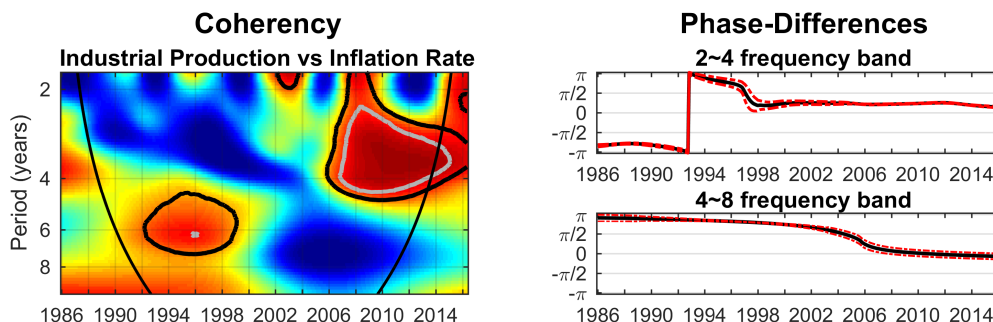 Coherency
Industrial Production vs Inflation Rate
Period (years)
2
4
6
8
1986 1990 1994 1998 2002 2006 2010 2014
Phase-Differences
2~4 frequency band
π
π/2
0
-π/2
-π
1986 1990 1994 1998 2002 2006 2010 2014
4~8 frequency band
π
π/2
0
-π/2
-π
1986 1990 1994 1998 2002 2006 2010 2014